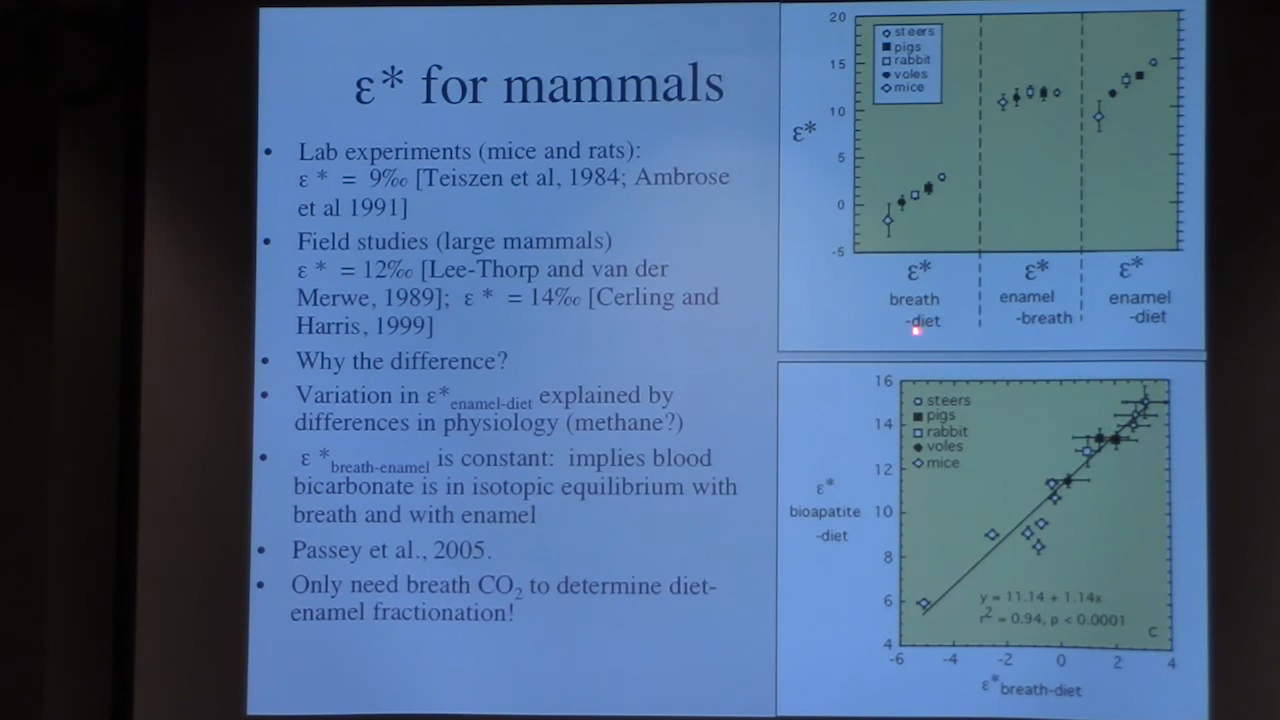 ε* for mammals
• Lab experiments (mice and rats):
ε * = 9‰ [Teiszen et al, 1984; Ambrose
et al 1991]
• Field studies (large mammals)
ε * = 12‰ [Lee-Thorp and van der
Merwe, 1989]; ε * = 14‰ [Cerling and
Harris, 1999]
• Why the difference?
• Variation in ε*enamel-diet explained by
differences in physiology (methane?)
• ε *breath-enamel is constant: implies blood
bicarbonate is in isotopic equilibrium with
breath and with enamel
• Passey et al., 2005.
• Only need breath CO2 to determine diet-
enamel fractionation!
20
15
10
5
0
-5
ε*
steers
pigs
rabbit
voles
mice
ε* ε* ε*
breath enamel enamel
-diet -breath -diet
16
14
12
10
8
6
4
ε*
bioapatite
-diet
steers
pigs
rabbit
voles
mice
y = 11.14 + 1.14x
r2 = 0.94, p < 0.0001
C
-6 -4 -2 0 2 4
ε*breath-diet